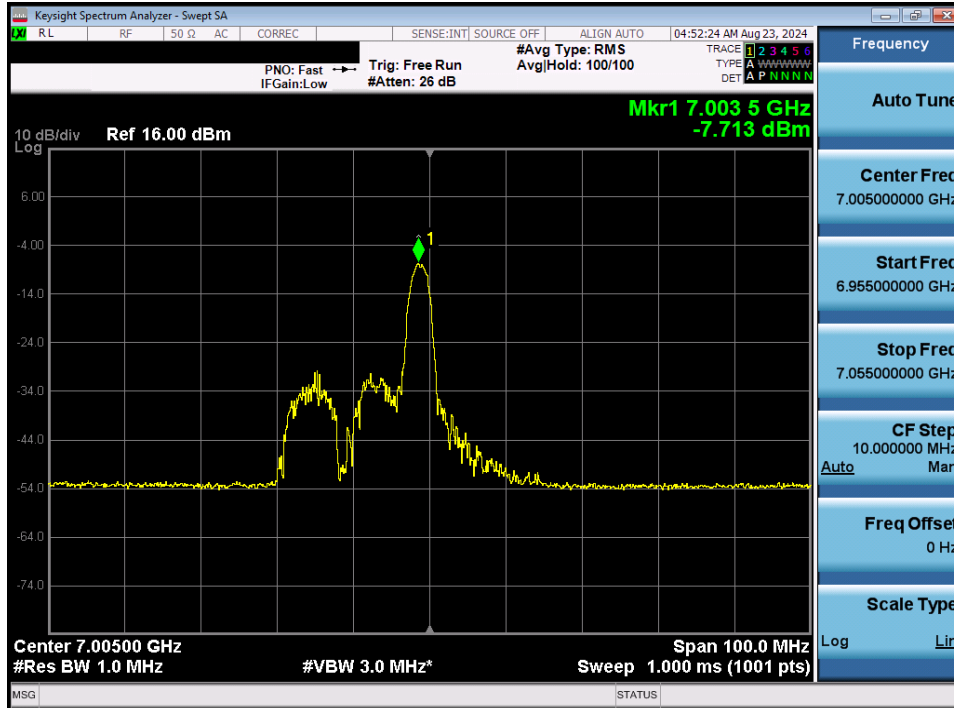 Keysight Spectrum Analyzer - Swept SA
LXI RL RF 50 Ω AC CORREC SENSE:INT SOURCE OFF ALIGN AUTO 04:52:24 AM Aug 23, 2024
PNO: Fast
IFGain:Low
Trig: Free Run
#Atten: 26 dB
#Avg Type: RMS
Avg|Hold: 100/100
TRACE 1 2 3 4 5 6
TYPE A WWWWW
DET A P N N N N
Mkr1 7.003 5 GHz
-7.713 dBm
10 dB/div Ref 16.00 dBm
Log
6.00
-4.00
-14.0
-24.0
-34.0
-44.0
-54.0
-64.0
-74.0
1
Center 7.00500 GHz Span 100.0 MHz
#Res BW 1.0 MHz #VBW 3.0 MHz* Sweep 1.000 ms (1001 pts)
MSG STATUS
Frequency
Auto Tune
Center Freq
7.005000000 GHz
Start Freq
6.955000000 GHz
Stop Freq
7.055000000 GHz
CF Step
10.000000 MHz
Auto Man
Freq Offset
0 Hz
Scale Type
Log Lin